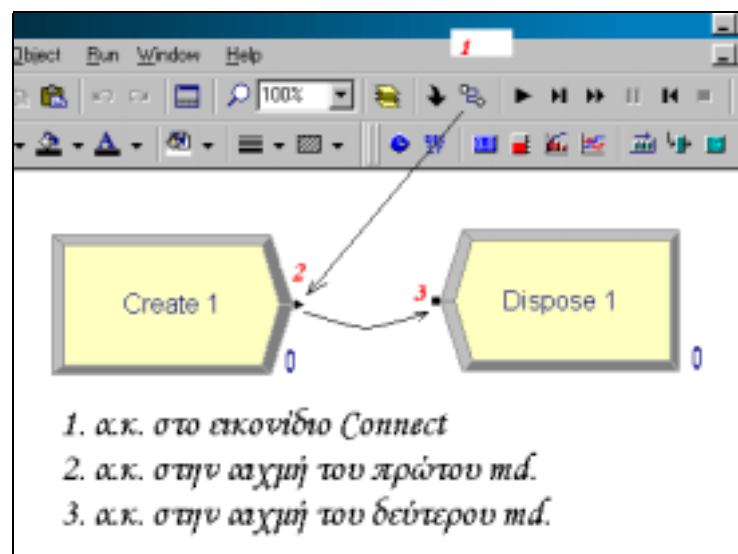 1
Object Run Window Help
100%
2
3
Create 1
Dispose 1
0
0
1. α.κ. στο εικονίδιο Connect
2. α.κ. στην αιχμή του πρώτου md.
3. α.κ. στην αιχμή του δεύτερου md.